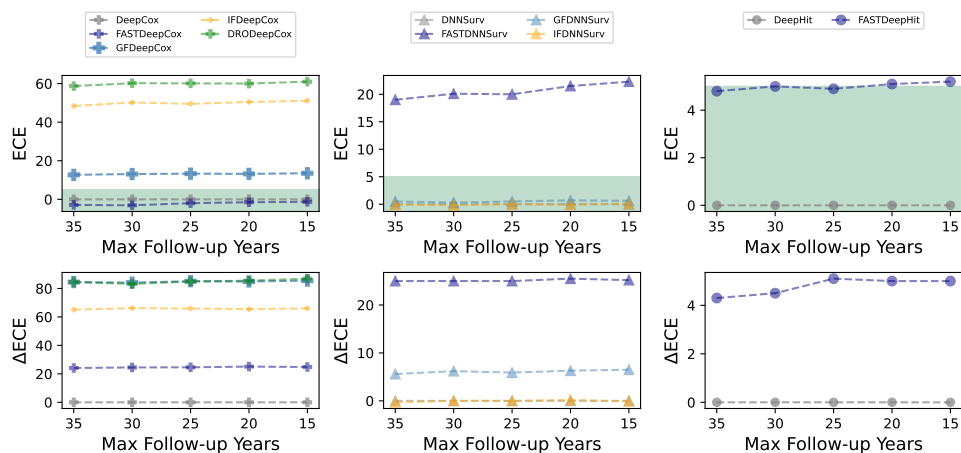 DeepCox
FASTDeepCox
GFDeepCox
IFDeepCox
DRODeepCox
DNNSurv
FASTDNNSurv
GFDNNSurv
IFDNNSurv
DeepHit
FASTDeepHit
60
40
20
0
ECE
35 30 25 20 15
Max Follow-up Years
20
15
10
5
0
ECE
35 30 25 20 15
Max Follow-up Years
4
2
0
ECE
35 30 25 20 15
Max Follow-up Years
80
60
40
20
0
ΔECE
35 30 25 20 15
Max Follow-up Years
20
10
0
ΔECE
35 30 25 20 15
Max Follow-up Years
4
2
0
ΔECE
35 30 25 20 15
Max Follow-up Years